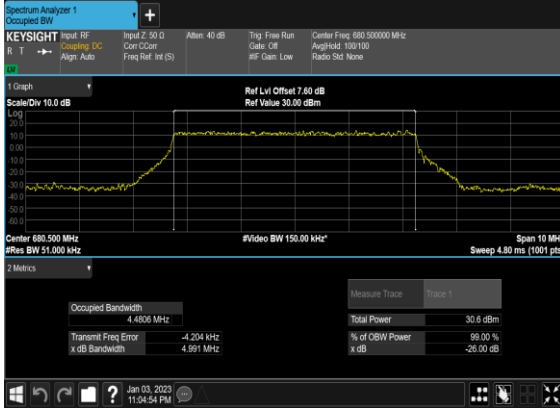 Spectrum Analyzer 1
Occupied BW
+
KEYSIGHT Input: RF Input Z: 50 Ω Atten: 40 dB Trig: Free Run Center Freq: 680.500000 MHz
R T Coupling: DC Corr CCorr Gate: Off Avg|Hold: 100/100
Align: Auto Freq Ref: Int (S) #IF Gain: Low Radio Std: None
1 Graph Ref Lvl Offset 7.60 dB
Scale/Div 10.0 dB Ref Value 30.00 dBm
Log
20.0
10.0
0.00
-10.0
-20.0
-30.0
-40.0
-50.0
-60.0
Center 680.500 MHz #Video BW 150.00 kHz* Span 10 MH
#Res BW 51.000 kHz Sweep 4.80 ms (1001 pts
2 Metrics
Measure Trace Trace 1
Occupied Bandwidth
4.4806 MHz Total Power 30.6 dBm
Transmit Freq Error -4.204 kHz % of OBW Power 99.00 %
x dB Bandwidth 4.991 MHz x dB -26.00 dB
? Jan 03, 2023
11:04:54 PM